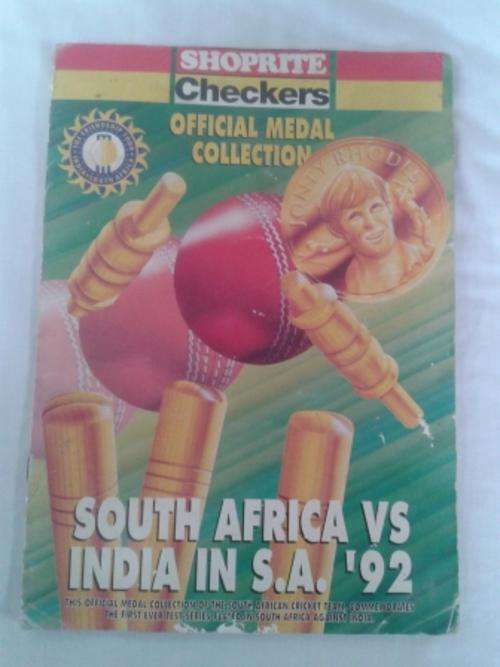 SHOPRITE
Checkers
OFFICIAL MEDAL
COLLECTION
JONTY RHODES
SOUTH AFRICA VS
INDIA IN S.A. '92
THIS OFFICIAL MEDAL COLLECTION OF THE SOUTH AFRICAN CRICKET TEAM, COMMEMORATES
THE FIRST EVER TEST SERIES PLAYED IN SOUTH AFRICA AGAINST INDIA